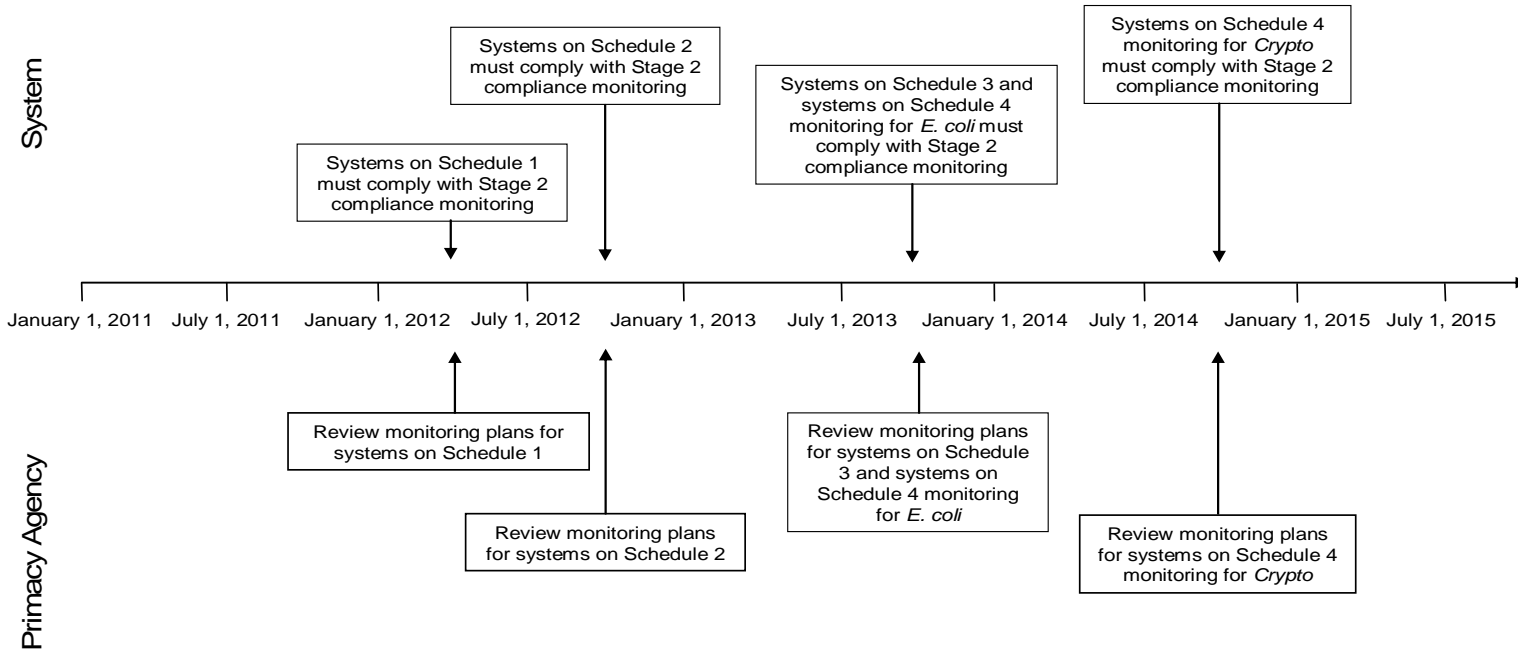 System
Systems on Schedule 1
must comply with Stage 2
compliance monitoring
Systems on Schedule 2
must comply with Stage 2
compliance monitoring
Systems on Schedule 3 and
systems on Schedule 4
monitoring for E. coli must
comply with Stage 2
compliance monitoring
Systems on Schedule 4
monitoring for Crypto
must comply with Stage 2
compliance monitoring
January 1, 2011
July 1, 2011
January 1, 2012
July 1, 2012
January 1, 2013
July 1, 2013
January 1, 2014
July 1, 2014
January 1, 2015
July 1, 2015
Primacy Agency
Review monitoring plans for
systems on Schedule 1
Review monitoring plans
for systems on Schedule 2
Review monitoring plans
for systems on Schedule
3 and systems on
Schedule 4 monitoring
for E. coli
Review monitoring plans
for systems on Schedule 4
monitoring for Crypto